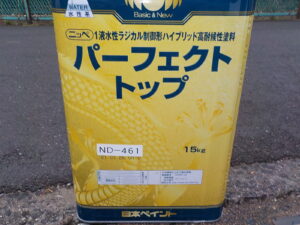 WATER
水性系
Basic & New
ニッペ 1液水性ラジカル制御形ハイブリッド高耐候性塗料
パーフェクト
トップ
ND-461
15kg
日本ペイント